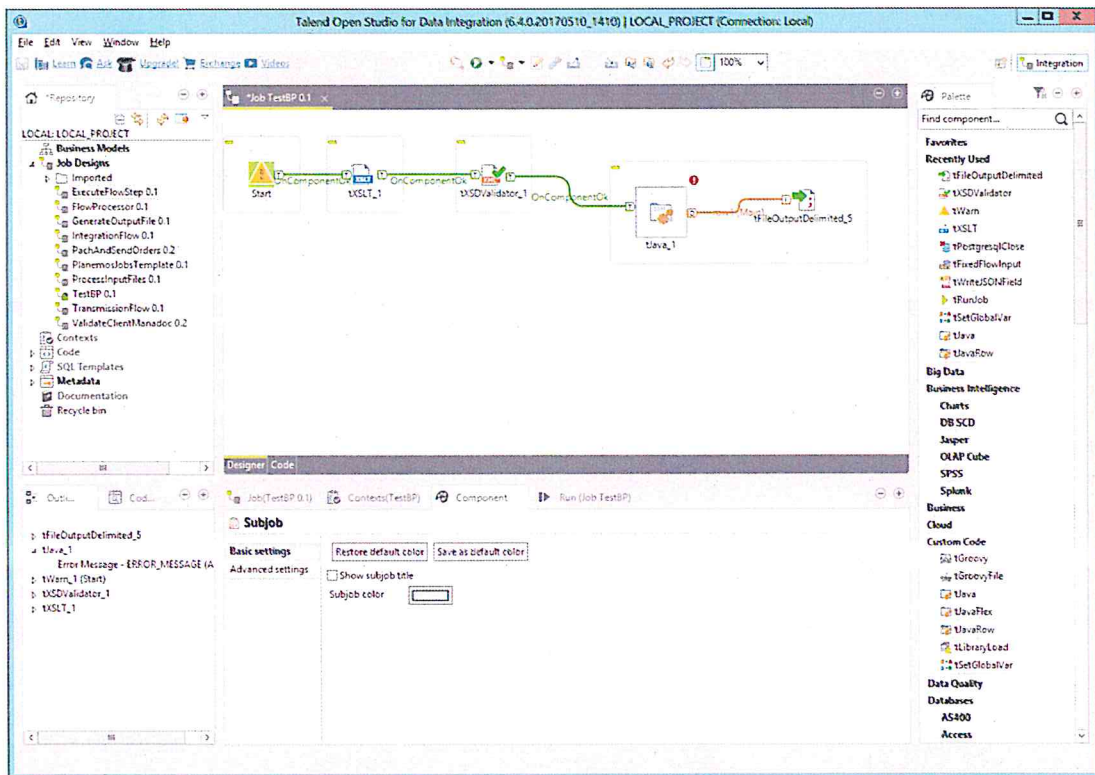 Talend Open Studio for Data Integration (6.4.0.20170510_1410) | LOCAL_PROJECT (Connection: Local)
File Edit View Window Help
Learn Ask Upgrade! Exchange Videos
100%
Integration
*Repository
LOCAL: LOCAL_PROJECT
Business Models
Job Designs
Imported
ExecuteFlowStep 0.1
FlowProcessor 0.1
GenerateOutputFile 0.1
IntegrationFlow 0.1
PachAndSendOrders 0.2
PlanemosJobsTemplate 0.1
ProcessInputFiles 0.1
TestBP 0.1
TransmissionFlow 0.1
ValidateClientManadoc 0.2
Contexts
Code
SQL Templates
Metadata
Documentation
Recycle bin
*Job TestBP 0.1
Start
OnComponentOk
tXSLT_1
OnComponentOk
tXSDValidator_1
OnComponentOk
tJava_1
tFileOutputDelimited_5
Designer Code
Palette
Find component...
Favorites
Recently Used
tFileOutputDelimited
tXSDValidator
tWarn
tXSLT
tPostgresqlClose
tFixedFlowInput
tWriteJSONField
tRunJob
tSetGlobalVar
tJava
tJavaRow
Big Data
Business Intelligence
Charts
DB SCD
Jasper
OLAP Cube
SPSS
Splunk
Business
Cloud
Custom Code
tGroovy
tGroovyFile
tJava
tJavaFlex
tJavaRow
tLibraryLoad
tSetGlobalVar
Data Quality
Databases
AS400
Access
Outli... Cod...
tFileOutputDelimited_5
tJava_1
Error Message - ERROR_MESSAGE (A
tWarn_1 (Start)
tXSDValidator_1
tXSLT_1
Job(TestBP 0.1) Contexts(TestBP) Component Run (Job TestBP)
Subjob
Basic settings
Advanced settings
Restore default color Save as default color
Show subjob title
Subjob color